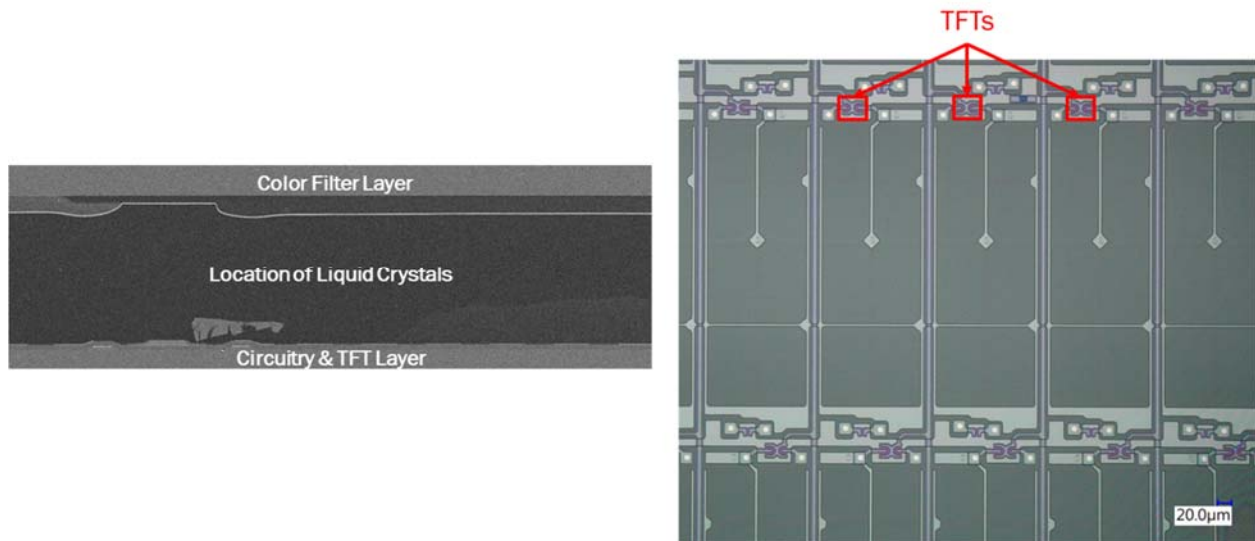 TFTs
Color Filter Layer
Location of Liquid Crystals
Circuitry & TFT Layer
20.0µm